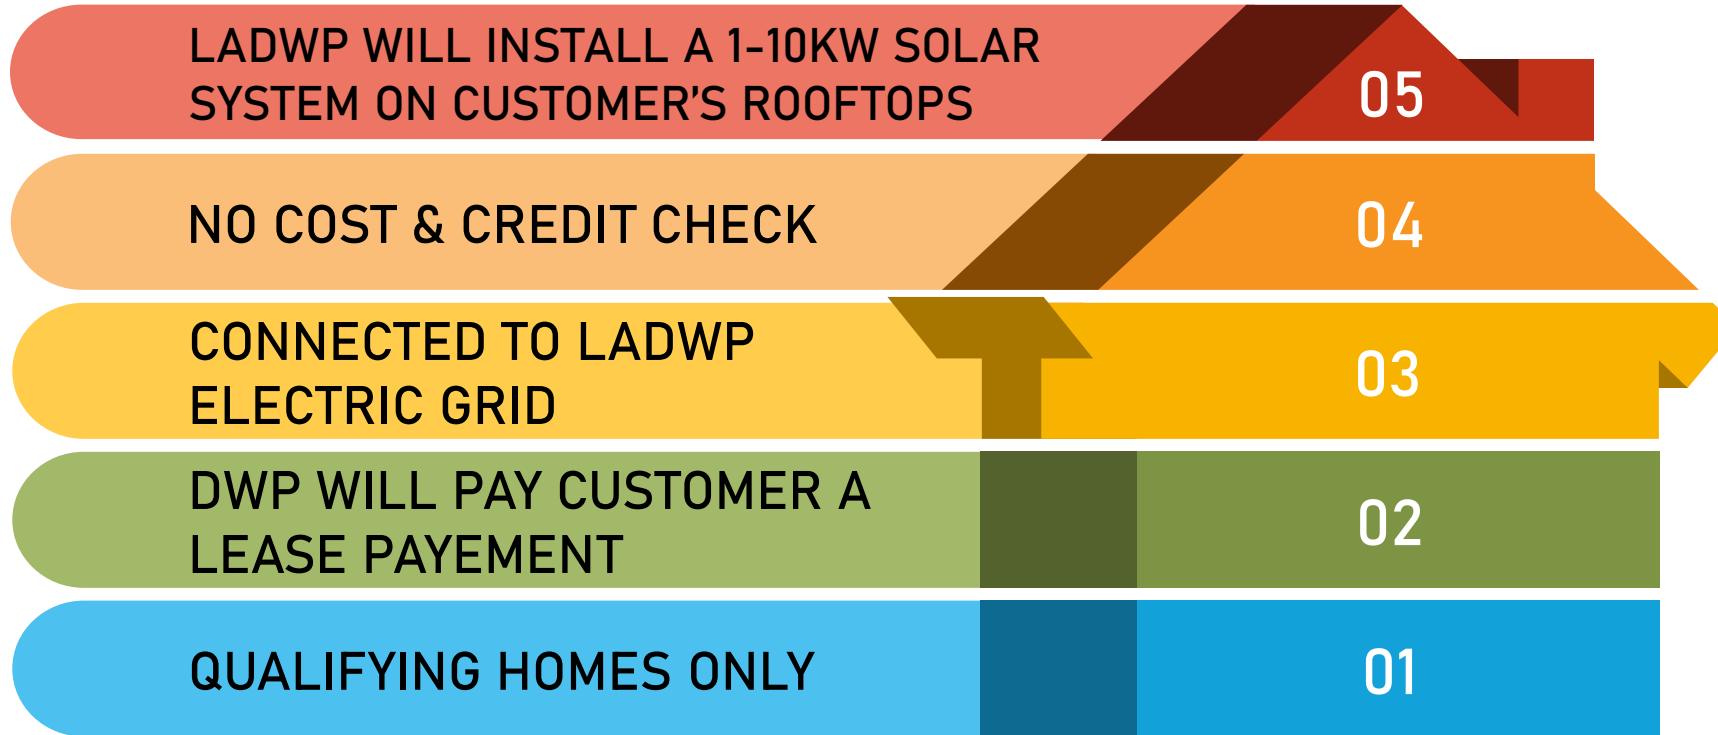 LADWP WILL INSTALL A 1-10KW SOLAR
SYSTEM ON CUSTOMER'S ROOFTOPS
05
NO COST & CREDIT CHECK
04
CONNECTED TO LADWP
ELECTRIC GRID
03
DWP WILL PAY CUSTOMER A
LEASE PAYEMENT
02
QUALIFYING HOMES ONLY
01